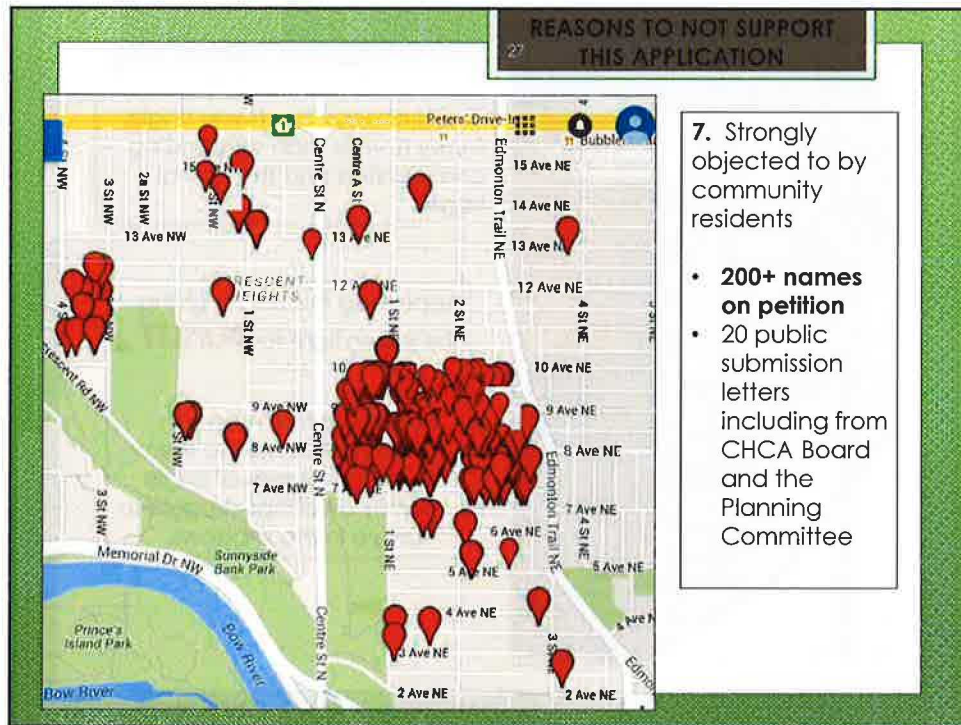 27
REASONS TO NOT SUPPORT
THIS APPLICATION
Peters' Drive-In
15 Ave NE
14 Ave NE
13 Ave NE
12 Ave NE
10 Ave NE
9 Ave NE
8 Ave NE
7 Ave NE
6 Ave NE
5 Ave NE
5 Ave NE
4 Ave NE
3 Ave NE
2 Ave NE
2 Ave NE
13 Ave NW
9 Ave NW
8 Ave NW
7 Ave NW
3 St NW
2a St NW
1 St NW
3 St NW
Centre St N
Centre A St
Centre St N
Centre St N
1 St NE
2 St NE
4 St NE
4 St NE
1 St NE
Edmonton Trail NE
Edmonton Trail NE
HEIGHTS
Crescent Rd NW
Memorial Dr NW
Sunnyside
Bank Park
Prince's
Island Park
Bow River
Bow River
7. Strongly
objected to by
community
residents
• 200+ names
on petition
• 20 public
submission
letters
including from
CHCA Board
and the
Planning
Committee